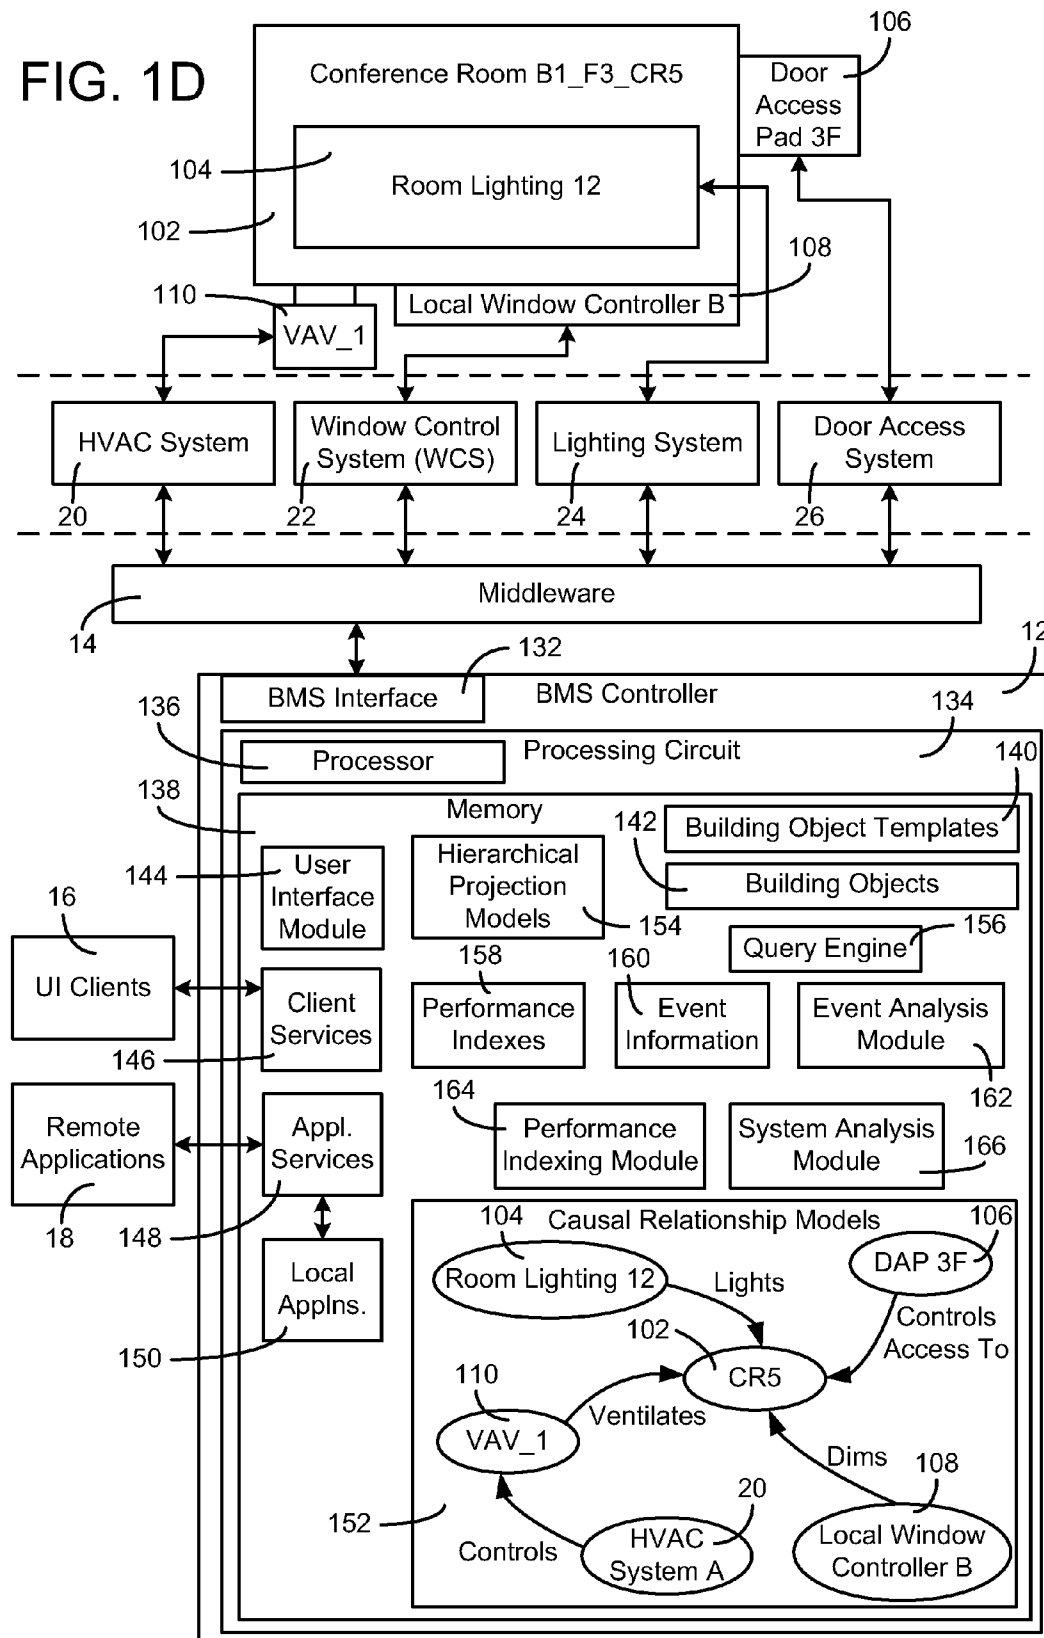 FIG. 1D
Conference Room B1_F3_CR5
106
Door
Access
Pad 3F
104
Room Lighting 12
102
108
110
Local Window Controller B
VAV_1
HVAC System
20
Window Control
System (WCS)
22
Lighting System
24
Door Access
System
26
Middleware
14
132
12
BMS Interface
BMS Controller
136
134
Processor
Processing Circuit
140
138
Memory
142
Building Object Templates
144
User
Interface
Module
Hierarchical
Projection
Models
154
Building Objects
16
UI Clients
156
Query Engine
158
160
Client
Services
146
Performance
Indexes
Event
Information
Event Analysis
Module
162
164
Remote
Applications
18
Appl.
Services
148
Performance
Indexing Module
System Analysis
Module
166
Causal Relationship Models
104
106
Room Lighting 12
DAP 3F
Lights
Controls
Access To
Local
Applns.
150
102
CR5
110
VAV_1
Ventilates
Dims
108
152
20
Controls
HVAC
System A
Local Window
Controller B